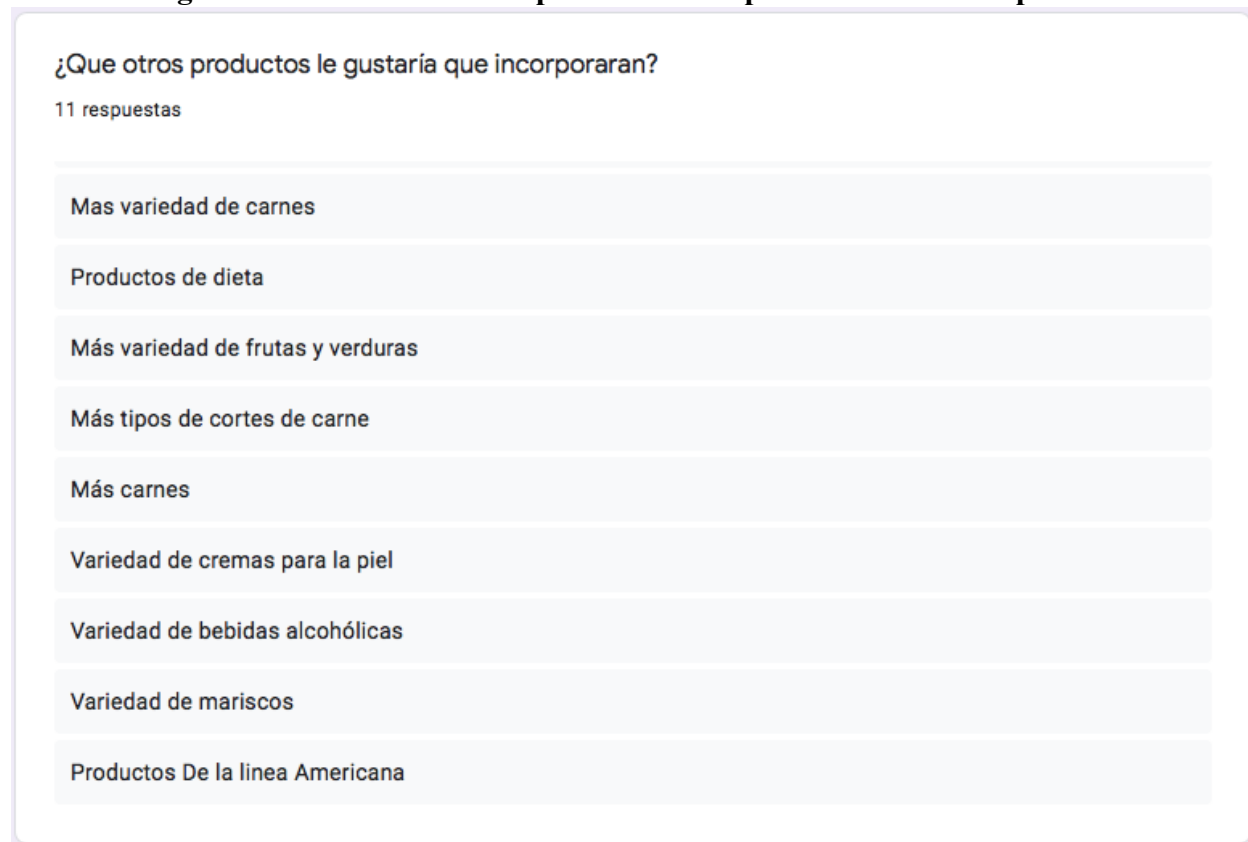 ¿Que otros productos le gustaría que incorporaran?
11 respuestas
Mas variedad de carnes
Productos de dieta
Más variedad de frutas y verduras
Más tipos de cortes de carne
Más carnes
Variedad de cremas para la piel
Variedad de bebidas alcohólicas
Variedad de mariscos
Productos De la linea Americana